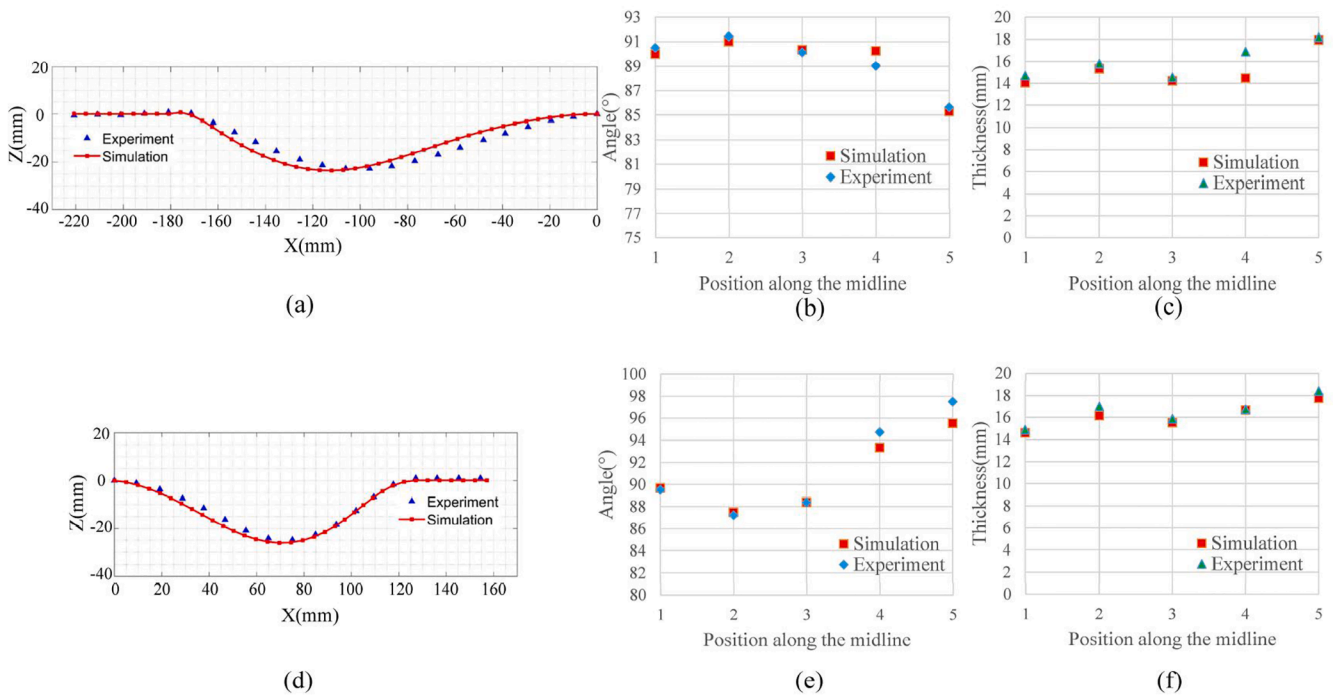 20
0
-20
-40
Z(mm)
Experiment
Simulation
-220 -200 -180 -160 -140 -120 -100 -80 -60 -40 -20 0
X(mm)
(a)
93
91
89
87
85
83
81
79
77
75
Angle(°)
Simulation
Experiment
1 2 3 4 5
Position along the midline
(b)
20
18
16
14
12
10
8
6
4
2
0
Thickness(mm)
Simulation
Experiment
1 2 3 4 5
Position along the midline
(c)
20
0
-20
-40
Z(mm)
Experiment
Simulation
0 20 40 60 80 100 120 140 160
X(mm)
(d)
100
98
96
94
92
90
88
86
84
82
80
Angle(°)
Simulation
Experiment
1 2 3 4 5
Position along the midline
(e)
20
18
16
14
12
10
8
6
4
2
0
Thickness(mm)
Simulation
Experiment
1 2 3 4 5
Position along the midline
(f)